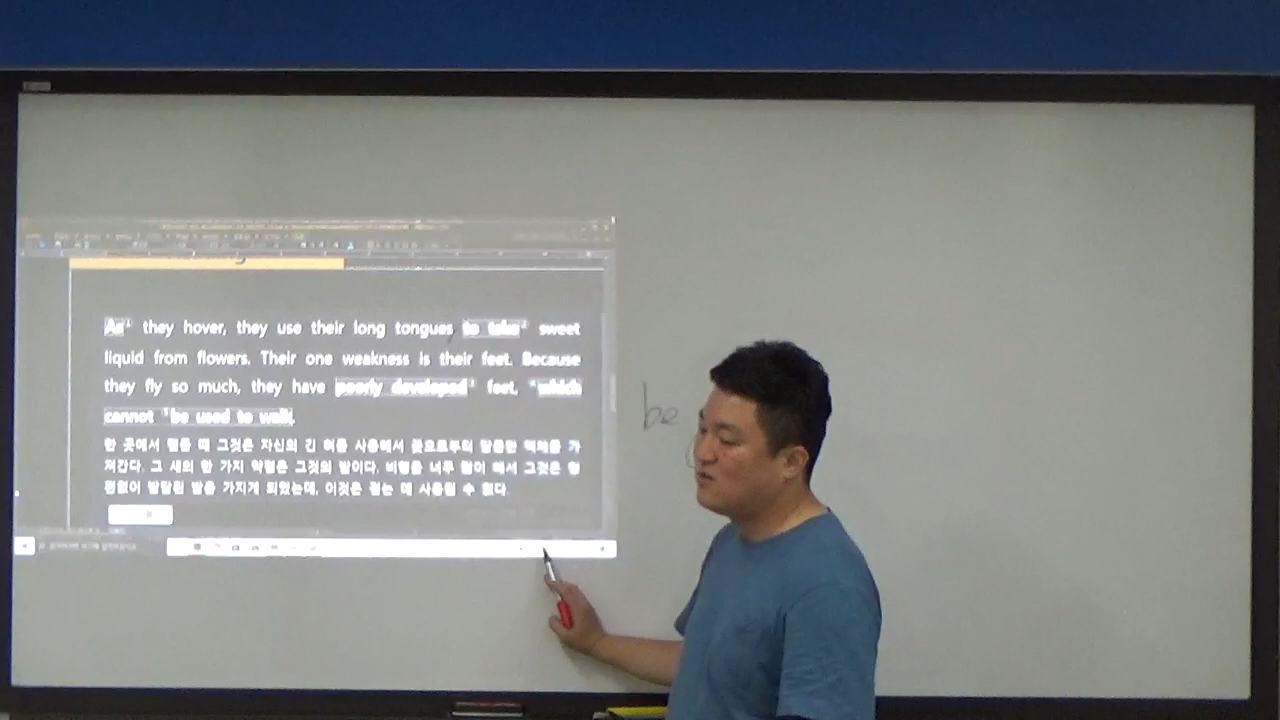 As¹ they hover, they use their long tongues to take² sweet
liquid from flowers. Their one weakness is their feet. Because
they fly so much, they have poorly developed³ feet, ⁴which
cannot ⁵be used to walk.
한 곳에서 맴돌 때 그것은 자신의 긴 혀를 사용해서 꽃으로부터 달콤한 액체를 가
져간다. 그 새의 한 가지 약점은 그것의 발이다. 비행을 너무 많이 해서 그것은 형
편없이 발달된 발을 가지게 되었는데, 이것은 걷는 데 사용될 수 없다.
be